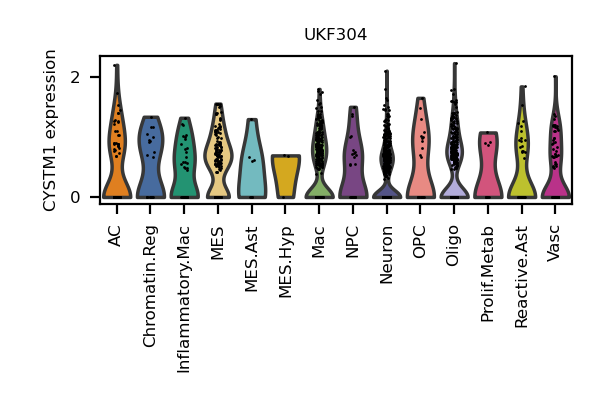 UKF304
CYSTM1 expression
2
0
AC
Chromatin.Reg
Inflammatory.Mac
MES
MES.Ast
MES.Hyp
Mac
NPC
Neuron
OPC
Oligo
Prolif.Metab
Reactive.Ast
Vasc